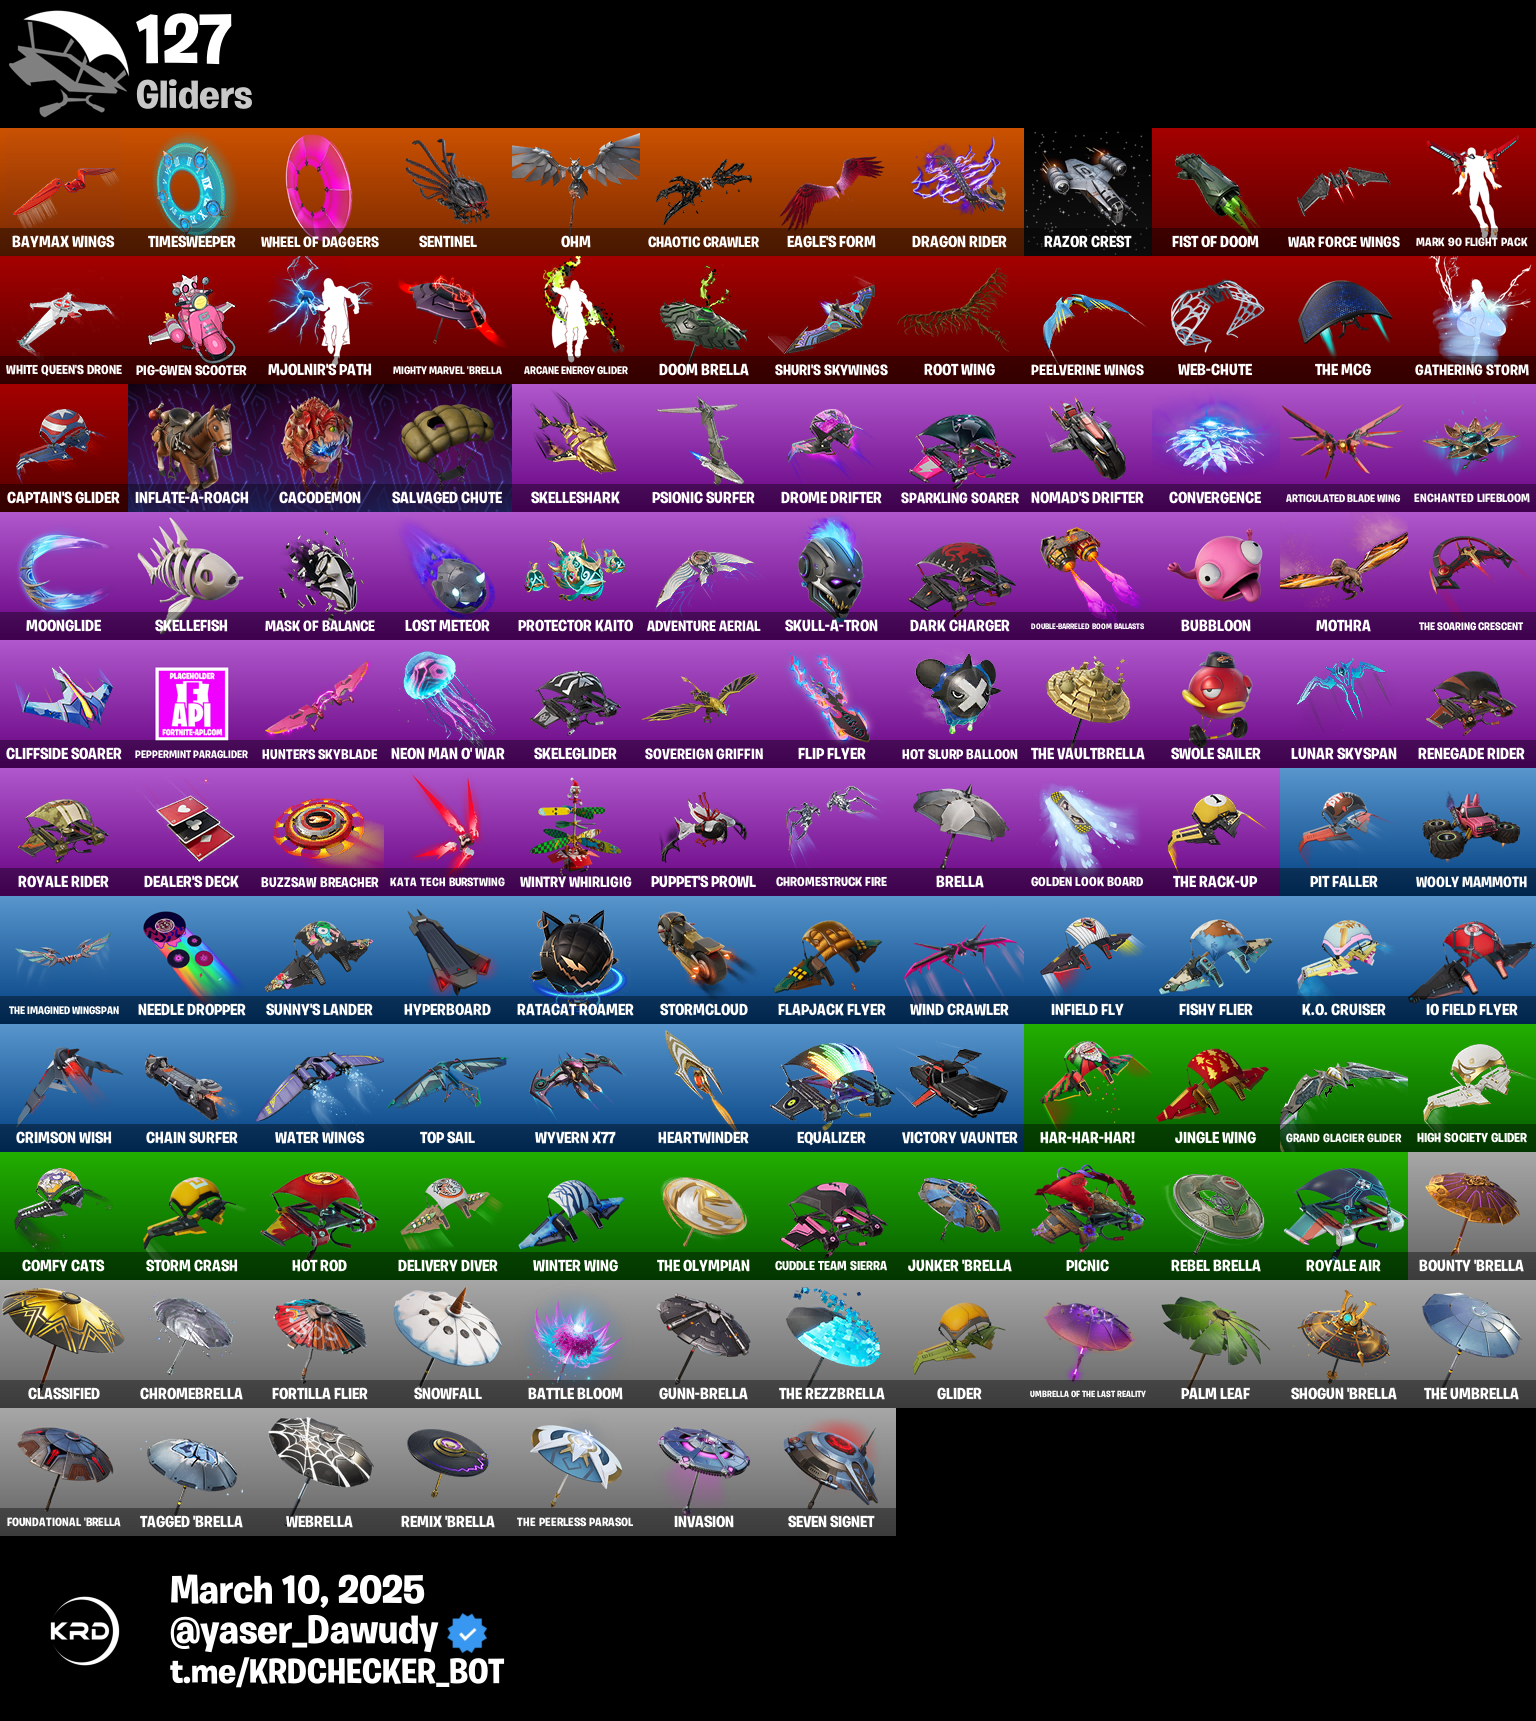 127
Gliders
BAYMAX WINGS
TIMESWEEPER
WHEEL OF DAGGERS
SENTINEL
OHM
CHAOTIC CRAWLER
EAGLE'S FORM
DRAGON RIDER
RAZOR CREST
FIST OF DOOM
WAR FORCE WINGS
MARK 90 FLIGHT PACK
WHITE QUEEN'S DRONE
PIG-GWEN SCOOTER
MJOLNIR'S PATH
MIGHTY MARVEL 'BRELLA
ARCANE ENERGY GLIDER
DOOM BRELLA
SHURI'S SKYWINGS
ROOT WING
PEELVERINE WINGS
WEB-CHUTE
THE MCG
GATHERING STORM
CAPTAIN'S GLIDER
INFLATE-A-ROACH
CACODEMON
SALVAGED CHUTE
SKELLESHARK
PSIONIC SURFER
DROME DRIFTER
SPARKLING SOARER
NOMAD'S DRIFTER
CONVERGENCE
ARTICULATED BLADE WING
ENCHANTED LIFEBLOOM
MOONGLIDE
SKELLEFISH
MASK OF BALANCE
LOST METEOR
PROTECTOR KAITO
ADVENTURE AERIAL
SKULL-A-TRON
DARK CHARGER
DOUBLE-BARRELED BOOM BALLASTS
BUBBLOON
MOTHRA
THE SOARING CRESCENT
CLIFFSIDE SOARER
PLACEHOLDER
F
API
FORTNITE-API.COM
PEPPERMINT PARAGLIDER
HUNTER'S SKYBLADE
NEON MAN O' WAR
SKELEGLIDER
SOVEREIGN GRIFFIN
FLIP FLYER
HOT SLURP BALLOON
THE VAULTBRELLA
SWOLE SAILER
LUNAR SKYSPAN
RENEGADE RIDER
ROYALE RIDER
DEALER'S DECK
BUZZSAW BREACHER
KATA TECH BURSTWING
WINTRY WHIRLIGIG
PUPPET'S PROWL
CHROMESTRUCK FIRE
BRELLA
GOLDEN LOOK BOARD
THE RACK-UP
PIT FALLER
WOOLY MAMMOTH
THE IMAGINED WINGSPAN
NEEDLE DROPPER
SUNNY'S LANDER
HYPERBOARD
RATACAT ROAMER
STORMCLOUD
FLAPJACK FLYER
WIND CRAWLER
INFIELD FLY
FISHY FLIER
K.O. CRUISER
IO FIELD FLYER
CRIMSON WISH
CHAIN SURFER
WATER WINGS
TOP SAIL
WYVERN X77
HEARTWINDER
EQUALIZER
VICTORY VAUNTER
HAR-HAR-HAR!
JINGLE WING
GRAND GLACIER GLIDER
HIGH SOCIETY GLIDER
COMFY CATS
STORM CRASH
HOT ROD
DELIVERY DIVER
WINTER WING
THE OLYMPIAN
CUDDLE TEAM SIERRA
JUNKER 'BRELLA
PICNIC
REBEL BRELLA
ROYALE AIR
BOUNTY 'BRELLA
CLASSIFIED
CHROMEBRELLA
FORTILLA FLIER
SNOWFALL
BATTLE BLOOM
GUNN-BRELLA
THE REZZBRELLA
GLIDER
UMBRELLA OF THE LAST REALITY
PALM LEAF
SHOGUN 'BRELLA
THE UMBRELLA
FOUNDATIONAL 'BRELLA
TAGGED 'BRELLA
WEBRELLA
REMIX 'BRELLA
THE PEERLESS PARASOL
INVASION
SEVEN SIGNET
KRD
March 10, 2025
@yaser_Dawudy
t.me/KRDCHECKER_BOT